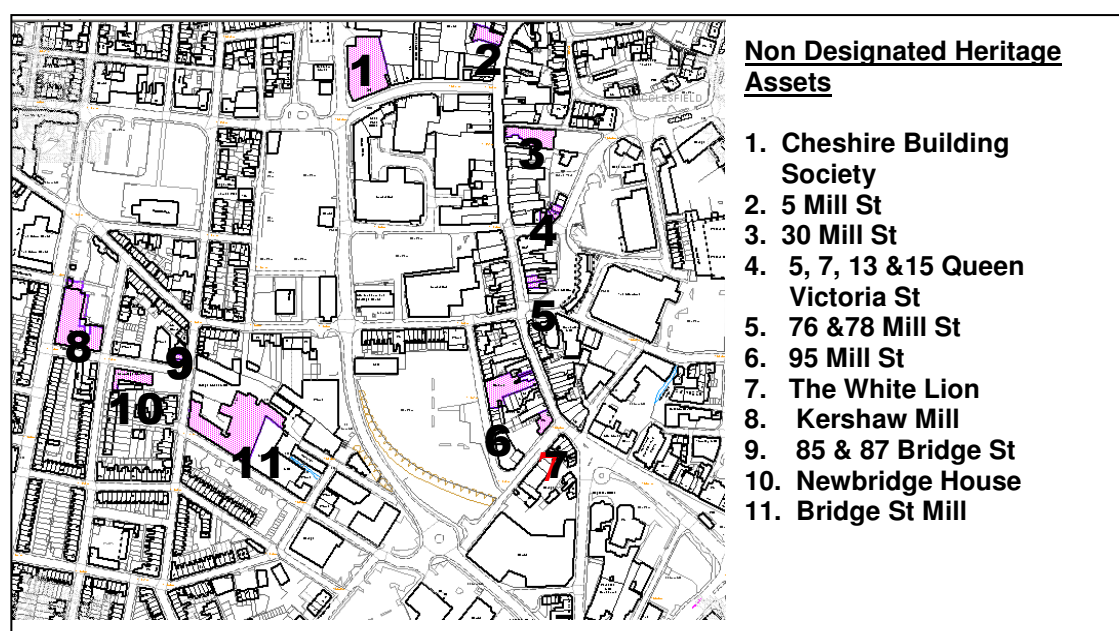 1
2
MACCLESFIELD
3
4
5
8
9
10
6
7
11
Non Designated Heritage
Assets
1. Cheshire Building
Society
2. 5 Mill St
3. 30 Mill St
4. 5, 7, 13 &15 Queen
Victoria St
5. 76 &78 Mill St
6. 95 Mill St
7. The White Lion
8. Kershaw Mill
9. 85 & 87 Bridge St
10. Newbridge House
11. Bridge St Mill